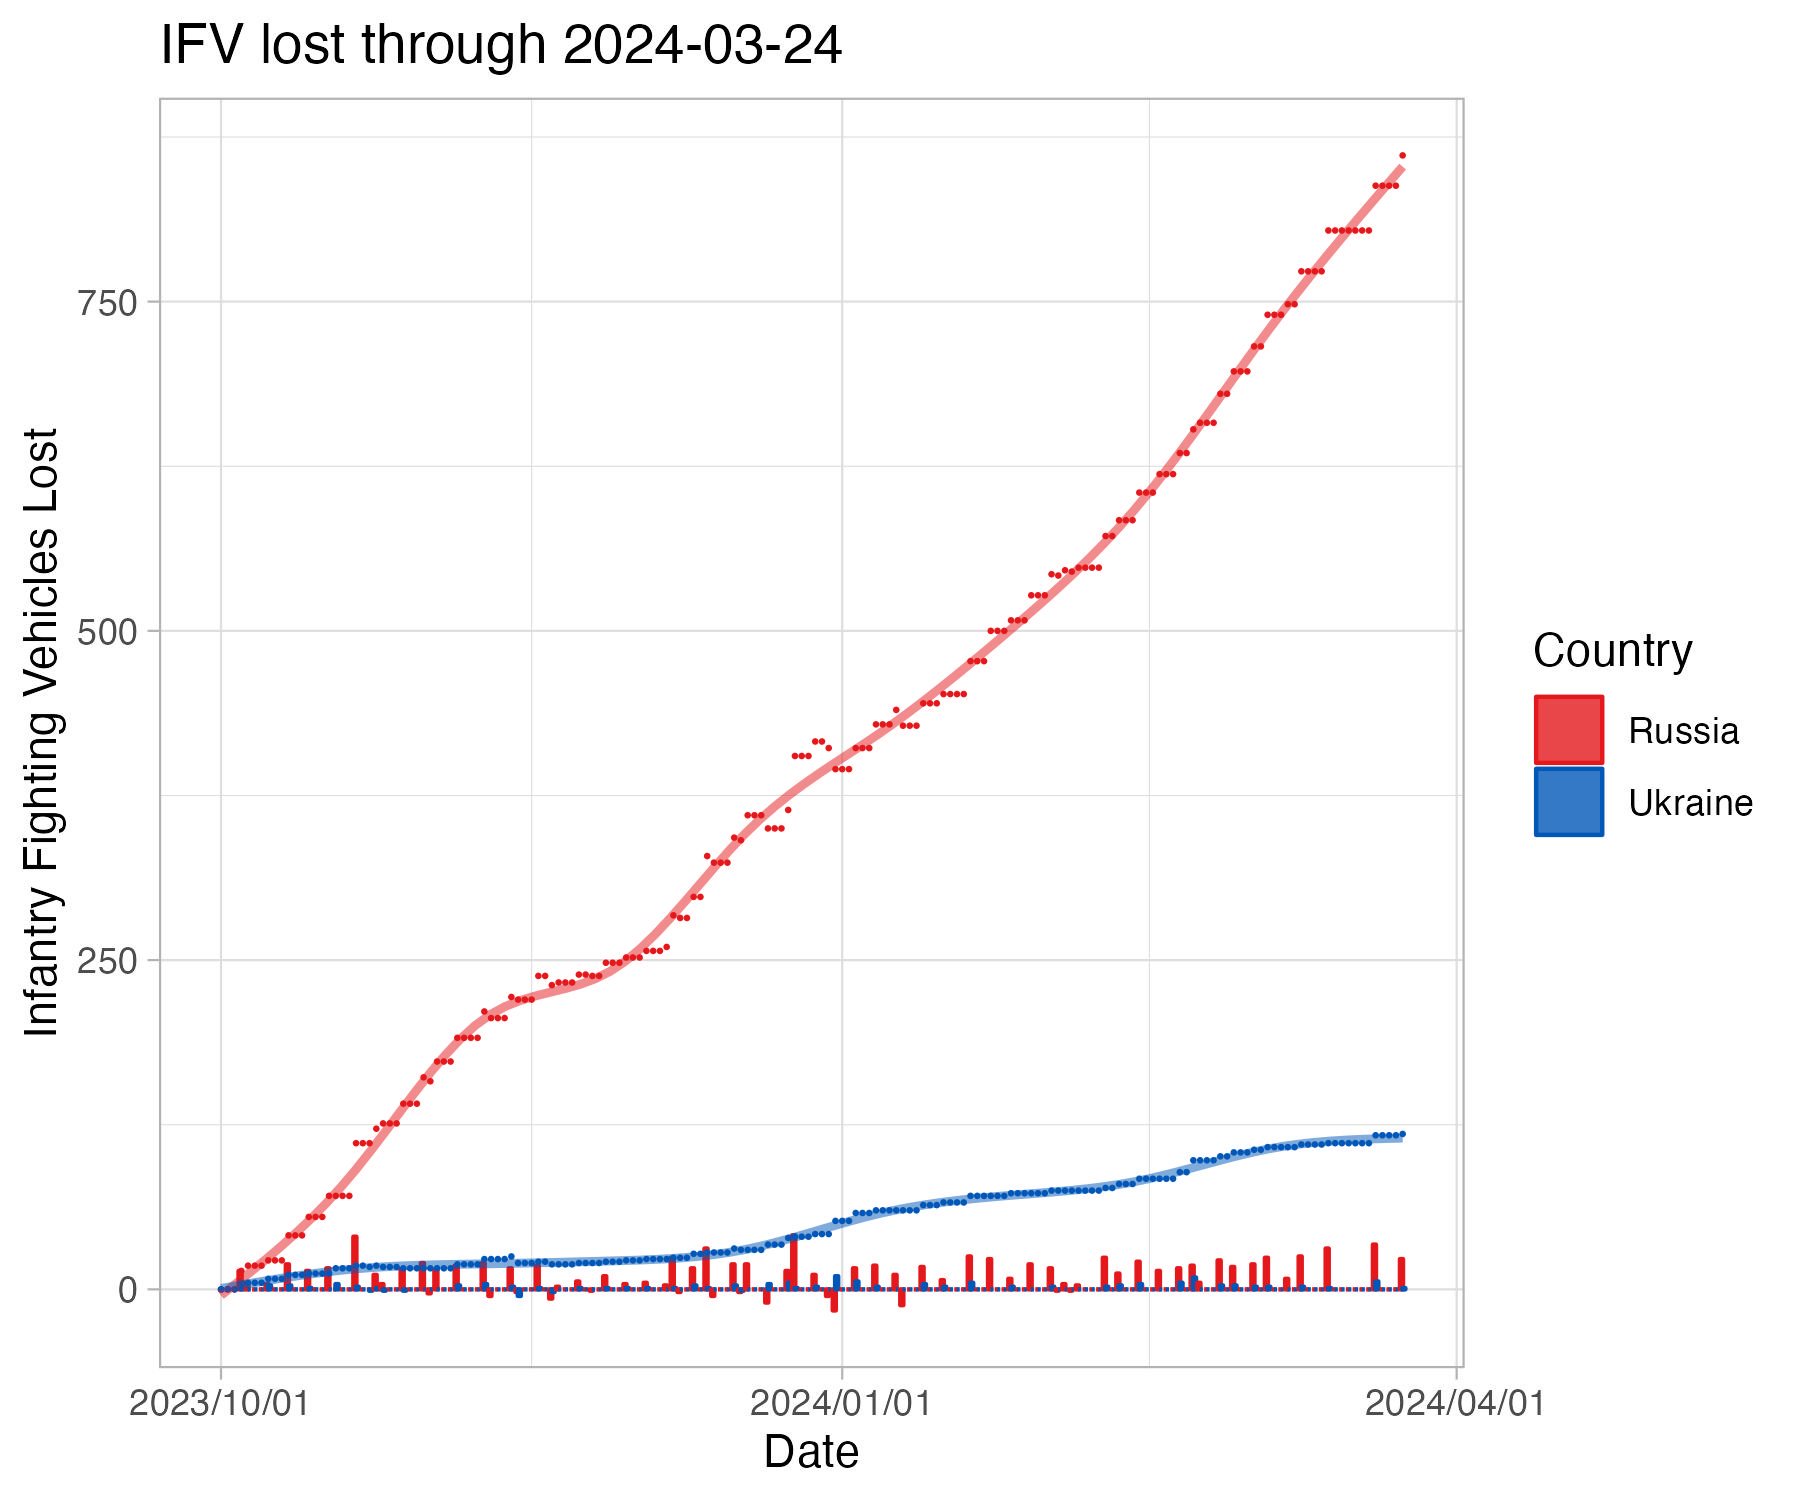 IFV lost through 2024-03-24
Infantry Fighting Vehicles Lost
750
500
250
0
2023/10/01
2024/01/01
2024/04/01
Date
Country
Russia
Ukraine